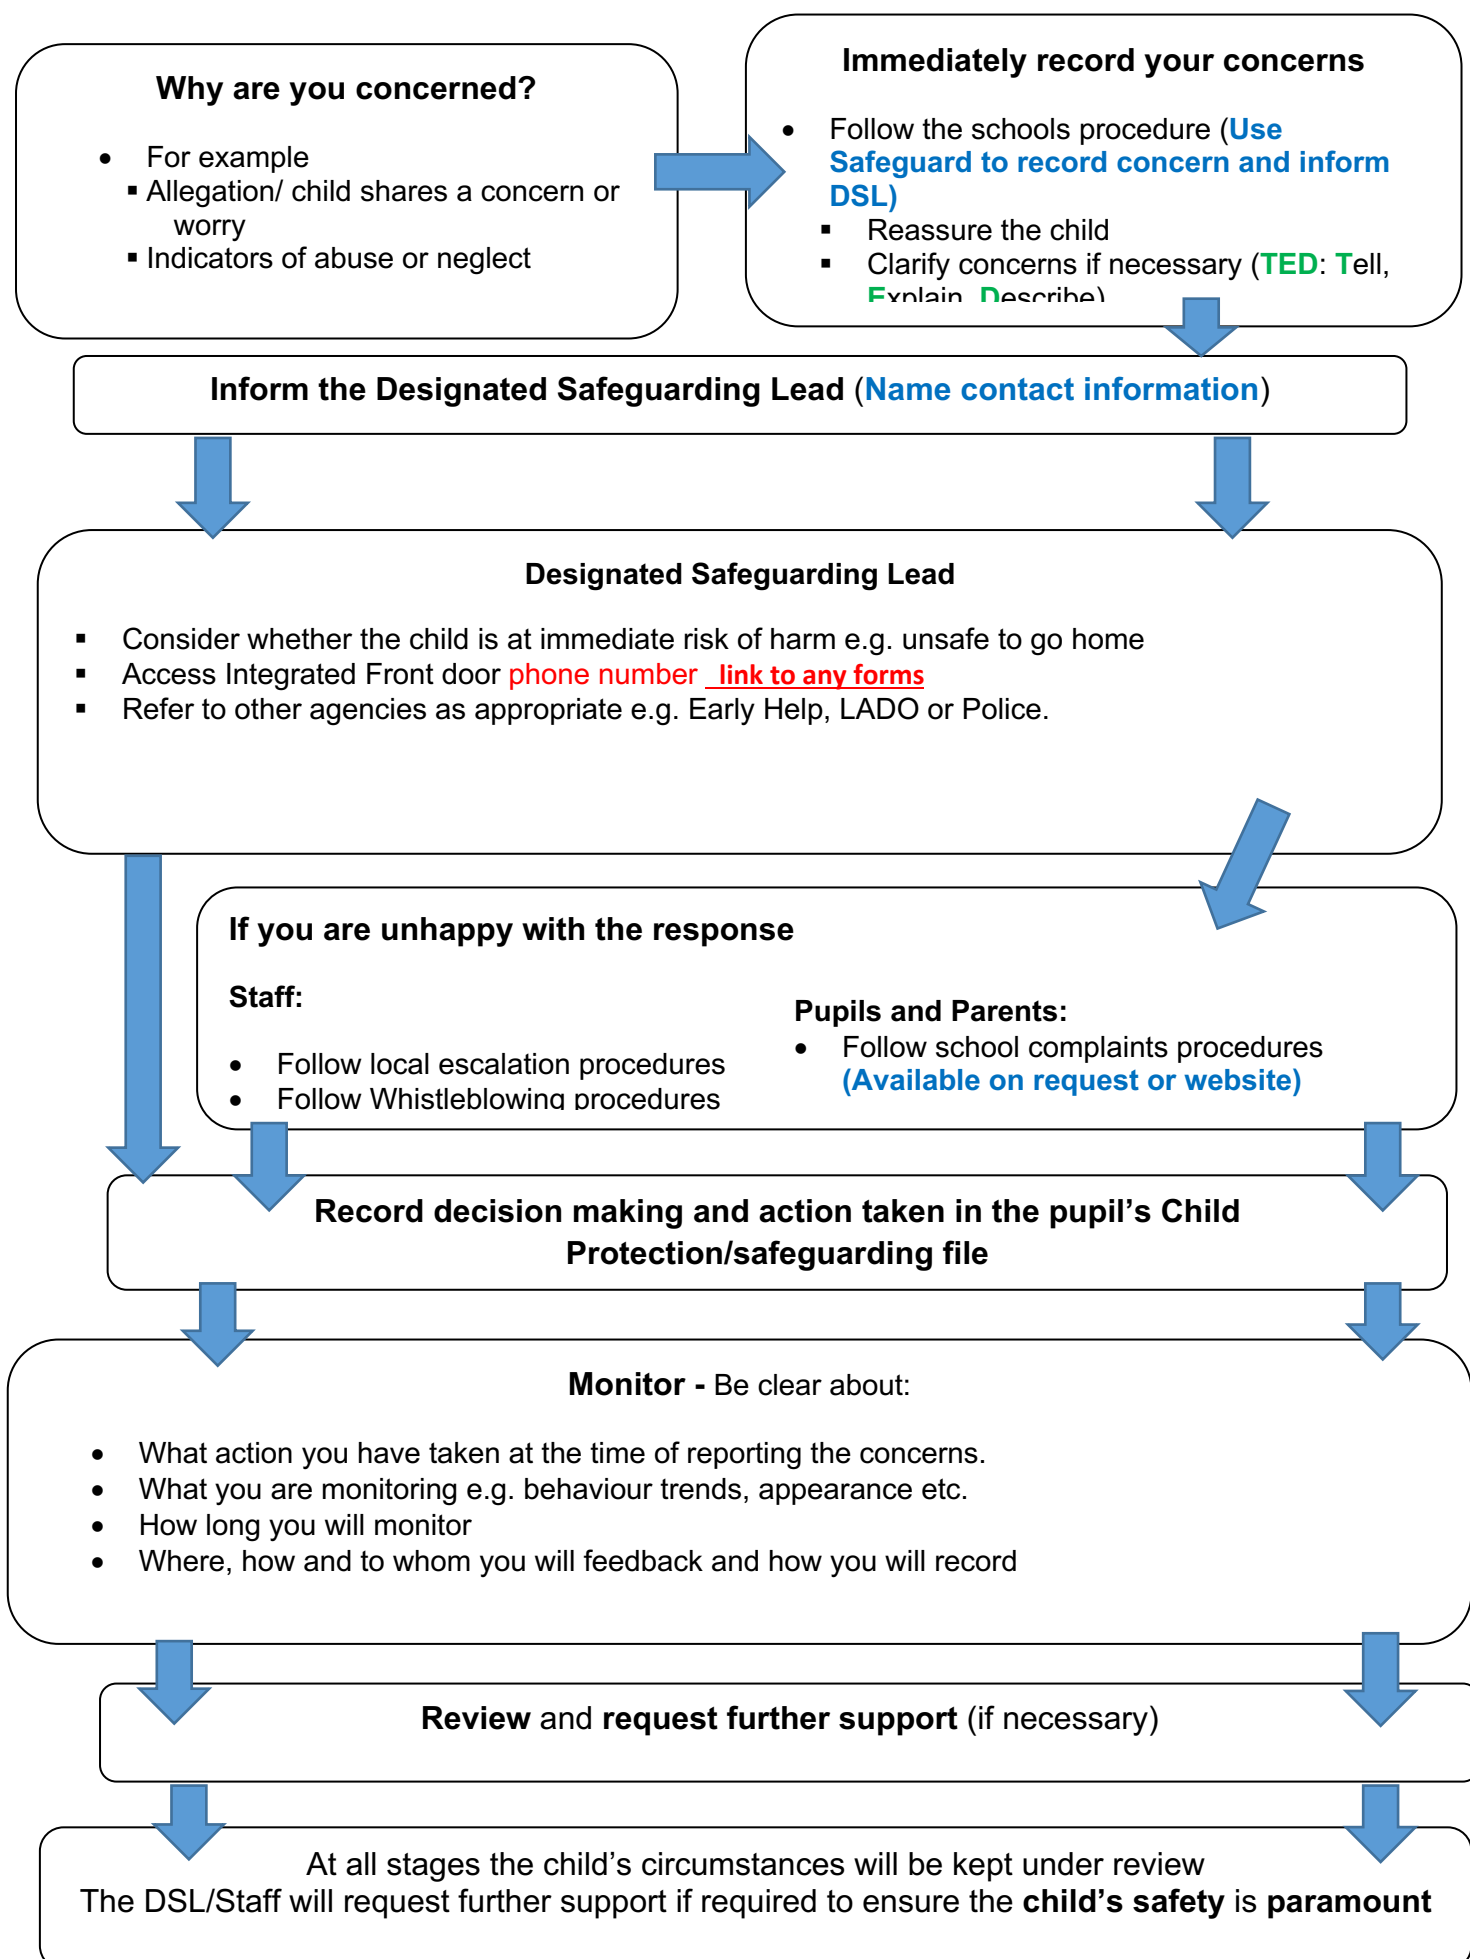 Why are you concerned?
• For example
▪ Allegation/ child shares a concern or
worry
▪ Indicators of abuse or neglect
Immediately record your concerns
• Follow the schools procedure (Use
Safeguard to record concern and inform
DSL)
▪ Reassure the child
▪ Clarify concerns if necessary (TED: Tell,
Explain, Describe)
Inform the Designated Safeguarding Lead (Name contact information)
Designated Safeguarding Lead
▪ Consider whether the child is at immediate risk of harm e.g. unsafe to go home
▪ Access Integrated Front door phone number link to any forms
▪ Refer to other agencies as appropriate e.g. Early Help, LADO or Police.
If you are unhappy with the response
Staff:
• Follow local escalation procedures
• Follow Whistleblowing procedures
Pupils and Parents:
• Follow school complaints procedures
(Available on request or website)
Record decision making and action taken in the pupil’s Child
Protection/safeguarding file
Monitor - Be clear about:
• What action you have taken at the time of reporting the concerns.
• What you are monitoring e.g. behaviour trends, appearance etc.
• How long you will monitor
• Where, how and to whom you will feedback and how you will record
Review and request further support (if necessary)
At all stages the child’s circumstances will be kept under review
The DSL/Staff will request further support if required to ensure the child’s safety is paramount